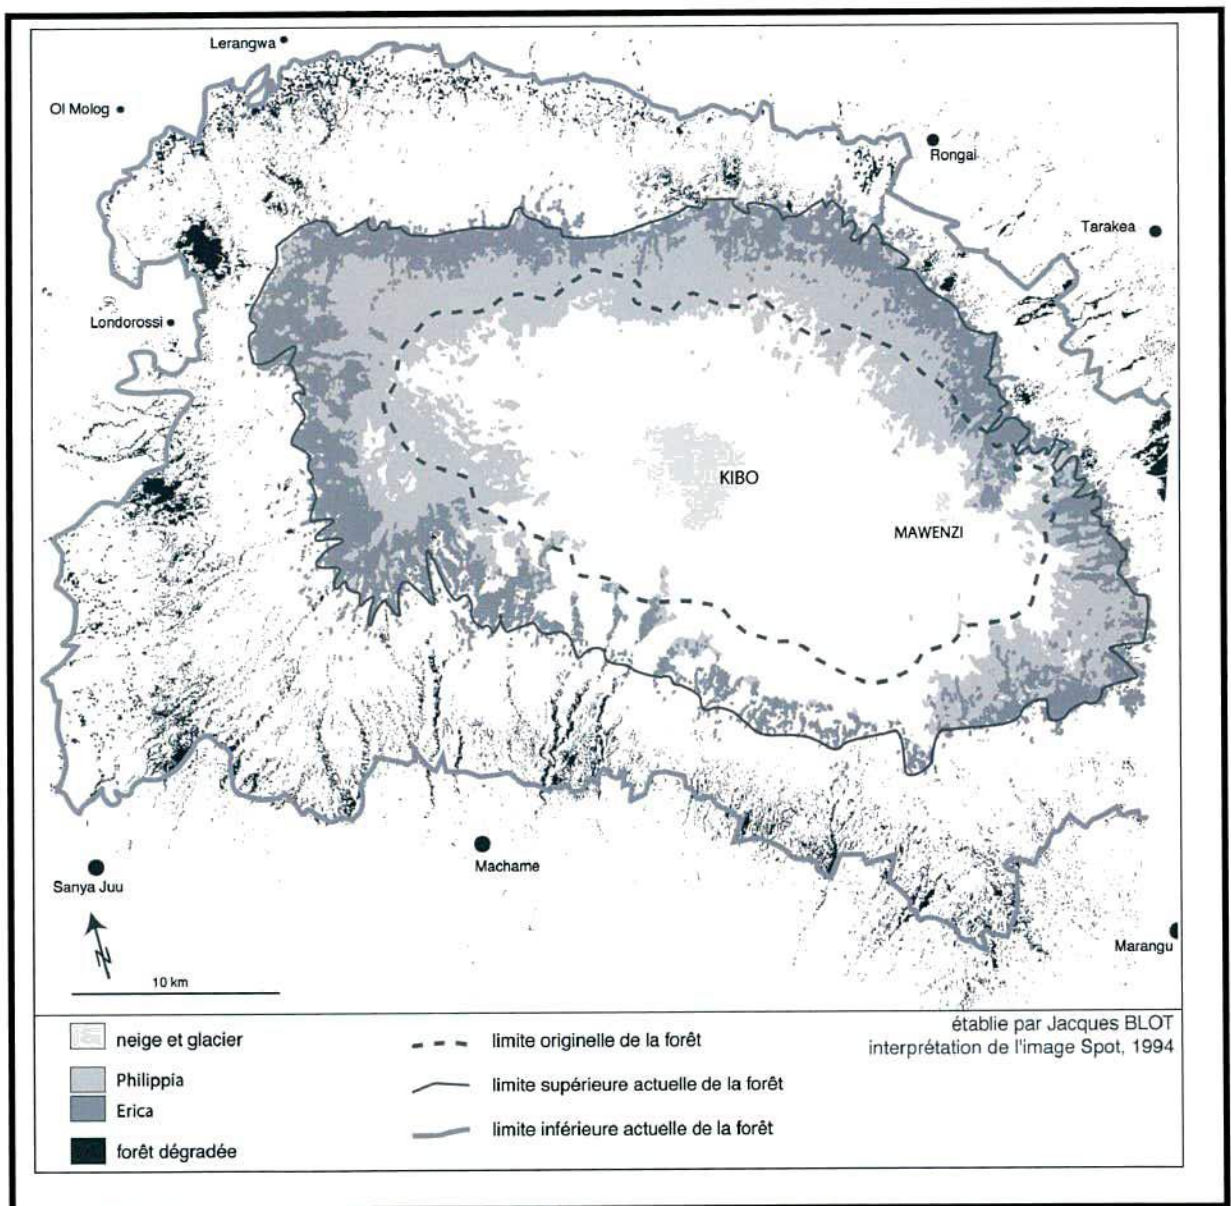 Lerangwa
Ol Molog
Rongai
Tarakea
Londorossi
KIBO
MAWENZI
Machame
Sanya Juu
Marangu
N
10 km
neige et glacier
Philippia
Erica
forêt dégradée
limite originelle de la forêt
limite supérieure actuelle de la forêt
limite inférieure actuelle de la forêt
établie par Jacques BLOT
interprétation de l'image Spot, 1994